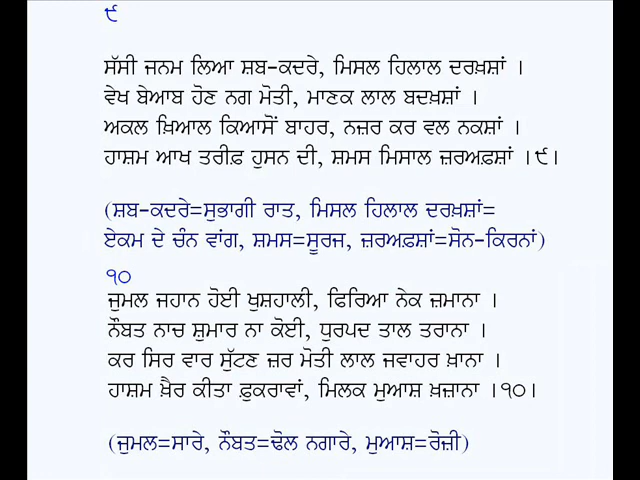 ੯
ਸੱਸੀ ਜਨਮ ਲਿਆ ਸ਼ਬ-ਕਦਰੇ, ਮਿਸਲ ਹਿਲਾਲ ਦਰਖ਼ਸ਼ਾਂ ।
ਵੇਖ ਬੇਆਬ ਹੋਣ ਨਗ ਮੋਤੀ, ਮਾਣਕ ਲਾਲ ਬਦਖ਼ਸ਼ਾਂ ।
ਅਕਲ ਖ਼ਿਆਲ ਕਿਆਸੋਂ ਬਾਹਰ, ਨਜ਼ਰ ਕਰ ਵਲ ਨਕਸ਼ਾਂ ।
ਹਾਸ਼ਮ ਆਖ ਤਰੀਫ਼ ਹੁਸਨ ਦੀ, ਸ਼ਮਸ ਮਿਸਾਲ ਜ਼ਰਅਫ਼ਸ਼ਾਂ ।੯।
(ਸ਼ਬ-ਕਦਰੇ=ਸੁਭਾਗੀ ਰਾਤ, ਮਿਸਲ ਹਿਲਾਲ ਦਰਖ਼ਸ਼ਾਂ=
ਏਕਮ ਦੇ ਚੰਨ ਵਾਂਗ, ਸ਼ਮਸ=ਸੂਰਜ, ਜ਼ਰਅਫ਼ਸ਼ਾਂ=ਸੋਨ-ਕਿਰਨਾਂ)
੧੦
ਜੁਮਲ ਜਹਾਨ ਹੋਈ ਖੁਸ਼ਹਾਲੀ, ਫਿਰਿਆ ਨੇਕ ਜ਼ਮਾਨਾ ।
ਨੌਬਤ ਨਾਚ ਸ਼ੁਮਾਰ ਨਾ ਕੋਈ, ਧੁਰਪਦ ਤਾਲ ਤਰਾਨਾ ।
ਕਰ ਸਿਰ ਵਾਰ ਸੁੱਟਣ ਜ਼ਰ ਮੋਤੀ ਲਾਲ ਜਵਾਹਰ ਖ਼ਾਨਾ ।
ਹਾਸ਼ਮ ਖ਼ੈਰ ਕੀਤਾ ਫ਼ੁਕਰਾਵਾਂ, ਮਿਲਕ ਮੁਆਸ਼ ਖ਼ਜ਼ਾਨਾ ।੧੦।
(ਜੁਮਲ=ਸਾਰੇ, ਨੌਬਤ=ਢੋਲ ਨਗਾਰੇ, ਮੁਆਸ਼=ਰੋਜ਼ੀ)